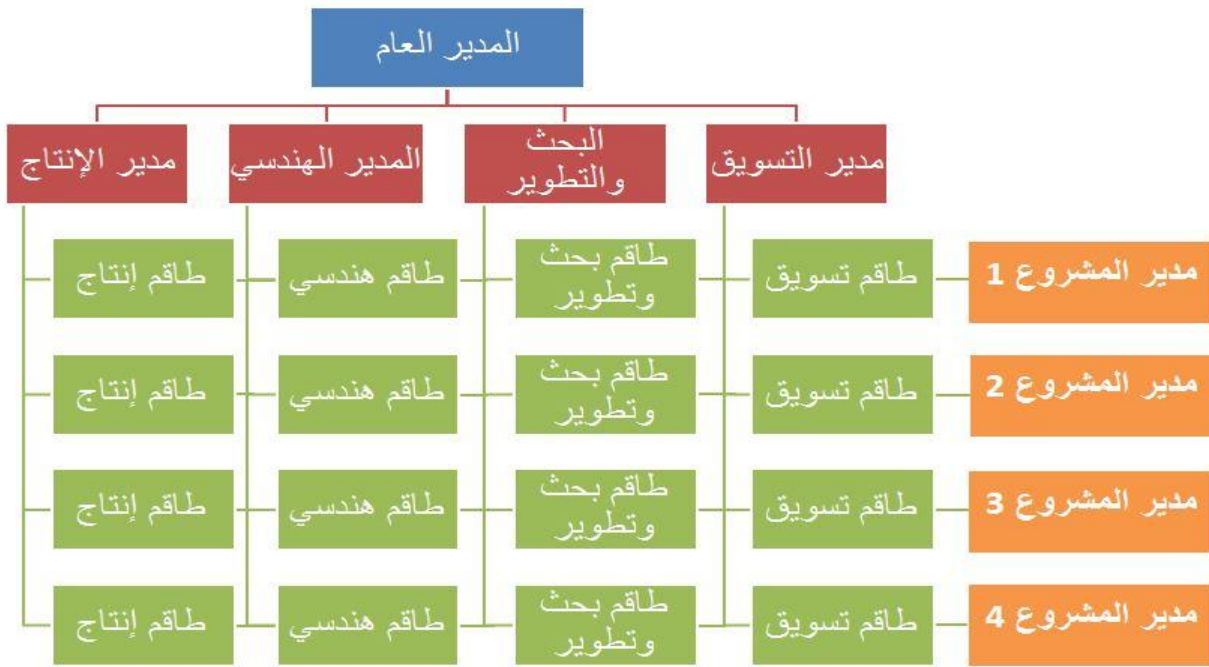 المدير العام
مدير التسويق
البحث
والتطوير
المدير الهندسي
مدير الإنتاج
مدير المشروع 1
طاقم تسويق
طاقم بحث
وتطوير
طاقم هندسي
طاقم إنتاج
مدير المشروع 2
طاقم تسويق
طاقم بحث
وتطوير
طاقم هندسي
طاقم إنتاج
مدير المشروع 3
طاقم تسويق
طاقم بحث
وتطوير
طاقم هندسي
طاقم إنتاج
مدير المشروع 4
طاقم تسويق
طاقم بحث
وتطوير
طاقم هندسي
طاقم إنتاج